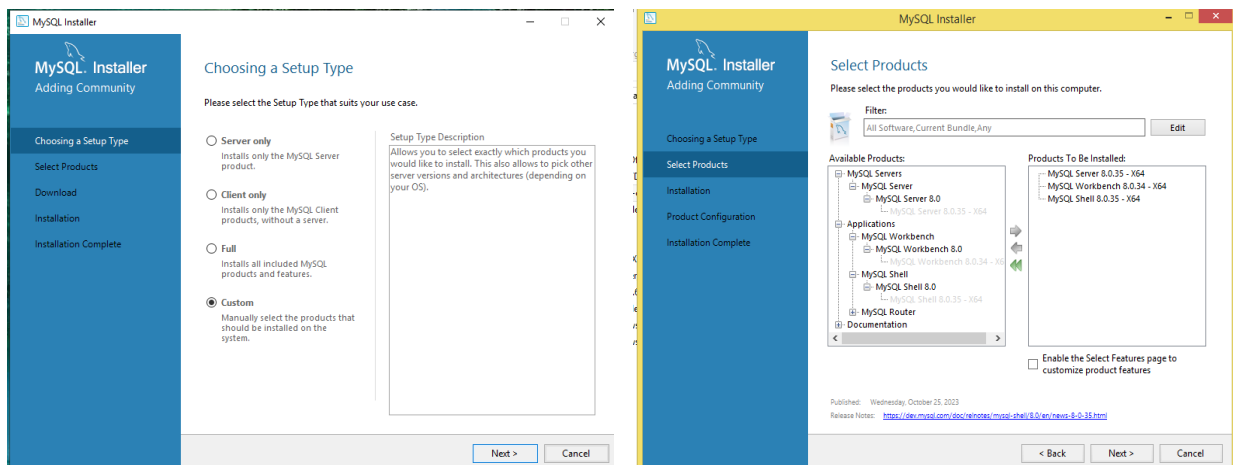 MySQL Installer
MySQL. Installer
Adding Community
Choosing a Setup Type
Select Products
Download
Installation
Installation Complete
Choosing a Setup Type
Please select the Setup Type that suits your use case.
Server only
Installs only the MySQL Server
product.
Client only
Installs only the MySQL Client
products, without a server.
Full
Installs all included MySQL
products and features.
Custom
Manually select the products that
should be installed on the
system.
Setup Type Description
Allows you to select exactly which products you
would like to install. This also allows to pick other
server versions and architectures (depending on
your OS).
Next >
Cancel
MySQL Installer
MySQL. Installer
Adding Community
Choosing a Setup Type
Select Products
Installation
Product Configuration
Installation Complete
Select Products
Please select the products you would like to install on this computer.
Filter:
All Software,Current Bundle,Any
Edit
Available Products:
MySQL Servers
MySQL Server
MySQL Server 8.0
MySQL Server 8.0.35 - X64
Applications
MySQL Workbench
MySQL Workbench 8.0
MySQL Workbench 8.0.34 - X6
MySQL Shell
MySQL Shell 8.0
MySQL Shell 8.0.35 - X64
MySQL Router
Documentation
Products To Be Installed:
MySQL Server 8.0.35 - X64
MySQL Workbench 8.0.34 - X64
MySQL Shell 8.0.35 - X64
Enable the Select Features page to
customize product features
Published: Wednesday, October 25, 2023
Release Notes: https://dev.mysql.com/doc/relnotes/mysql-shell/8.0/en/news-8-0-35.html
< Back
Next >
Cancel